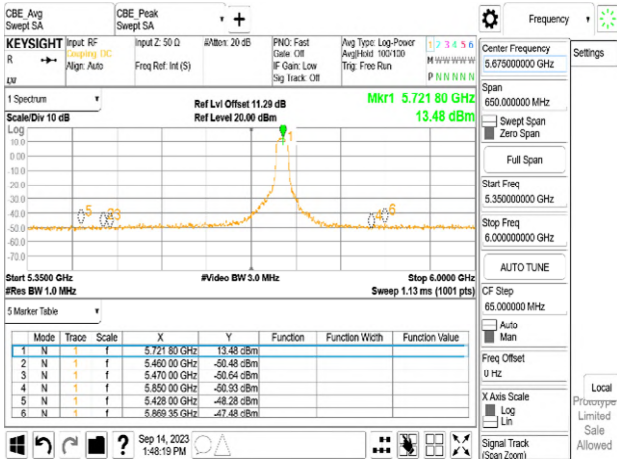 CBE_Avg
Swept SA
CBE_Peak
Swept SA
Frequency
KEYSIGHT
R
LXI
Input: RF
Coupling: DC
Align: Auto
Input Z: 50 Ω
Freq Ref: Int (S)
#Atten: 20 dB
PNO: Fast
Gate: Off
IF Gain: Low
Sig Track: Off
Avg Type: Log-Power
Avg|Hold: 100/100
Trig: Free Run
1 2 3 4 5 6
M W W W W W
P N N N N N
1 Spectrum
Scale/Div 10 dB
Ref Lvl Offset 11.29 dB
Ref Level 20.00 dBm
Mkr1 5.721 80 GHz
13.48 dBm
Log
10.0
0.00
-10.0
-20.0
-30.0
-40.0
-50.0
-60.0
-70.0
1
5
3
4
6
Start 5.3500 GHz
#Res BW 1.0 MHz
#Video BW 3.0 MHz
Stop 6.0000 GHz
Sweep 1.13 ms (1001 pts)
5 Marker Table
Mode Trace Scale X Y Function Function Width Function Value
1 N 1 f 5.721 80 GHz 13.48 dBm
2 N 1 f 5.460 00 GHz -50.48 dBm
3 N 1 f 5.470 00 GHz -50.64 dBm
4 N 1 f 5.850 00 GHz -50.93 dBm
5 N 1 f 5.428 00 GHz -48.28 dBm
6 N 1 f 5.869 35 GHz -47.48 dBm
Sep 14, 2023
1:48:19 PM
Center Frequency
5.675000000 GHz
Span
650.000000 MHz
Swept Span
Zero Span
Full Span
Start Freq
5.350000000 GHz
Stop Freq
6.000000000 GHz
AUTO TUNE
CF Step
65.000000 MHz
Auto
Man
Freq Offset
0 Hz
X Axis Scale
Log
Lin
Signal Track
(Span Zoom)
Settings
Local
Prototype
Limited
Sale
Allowed